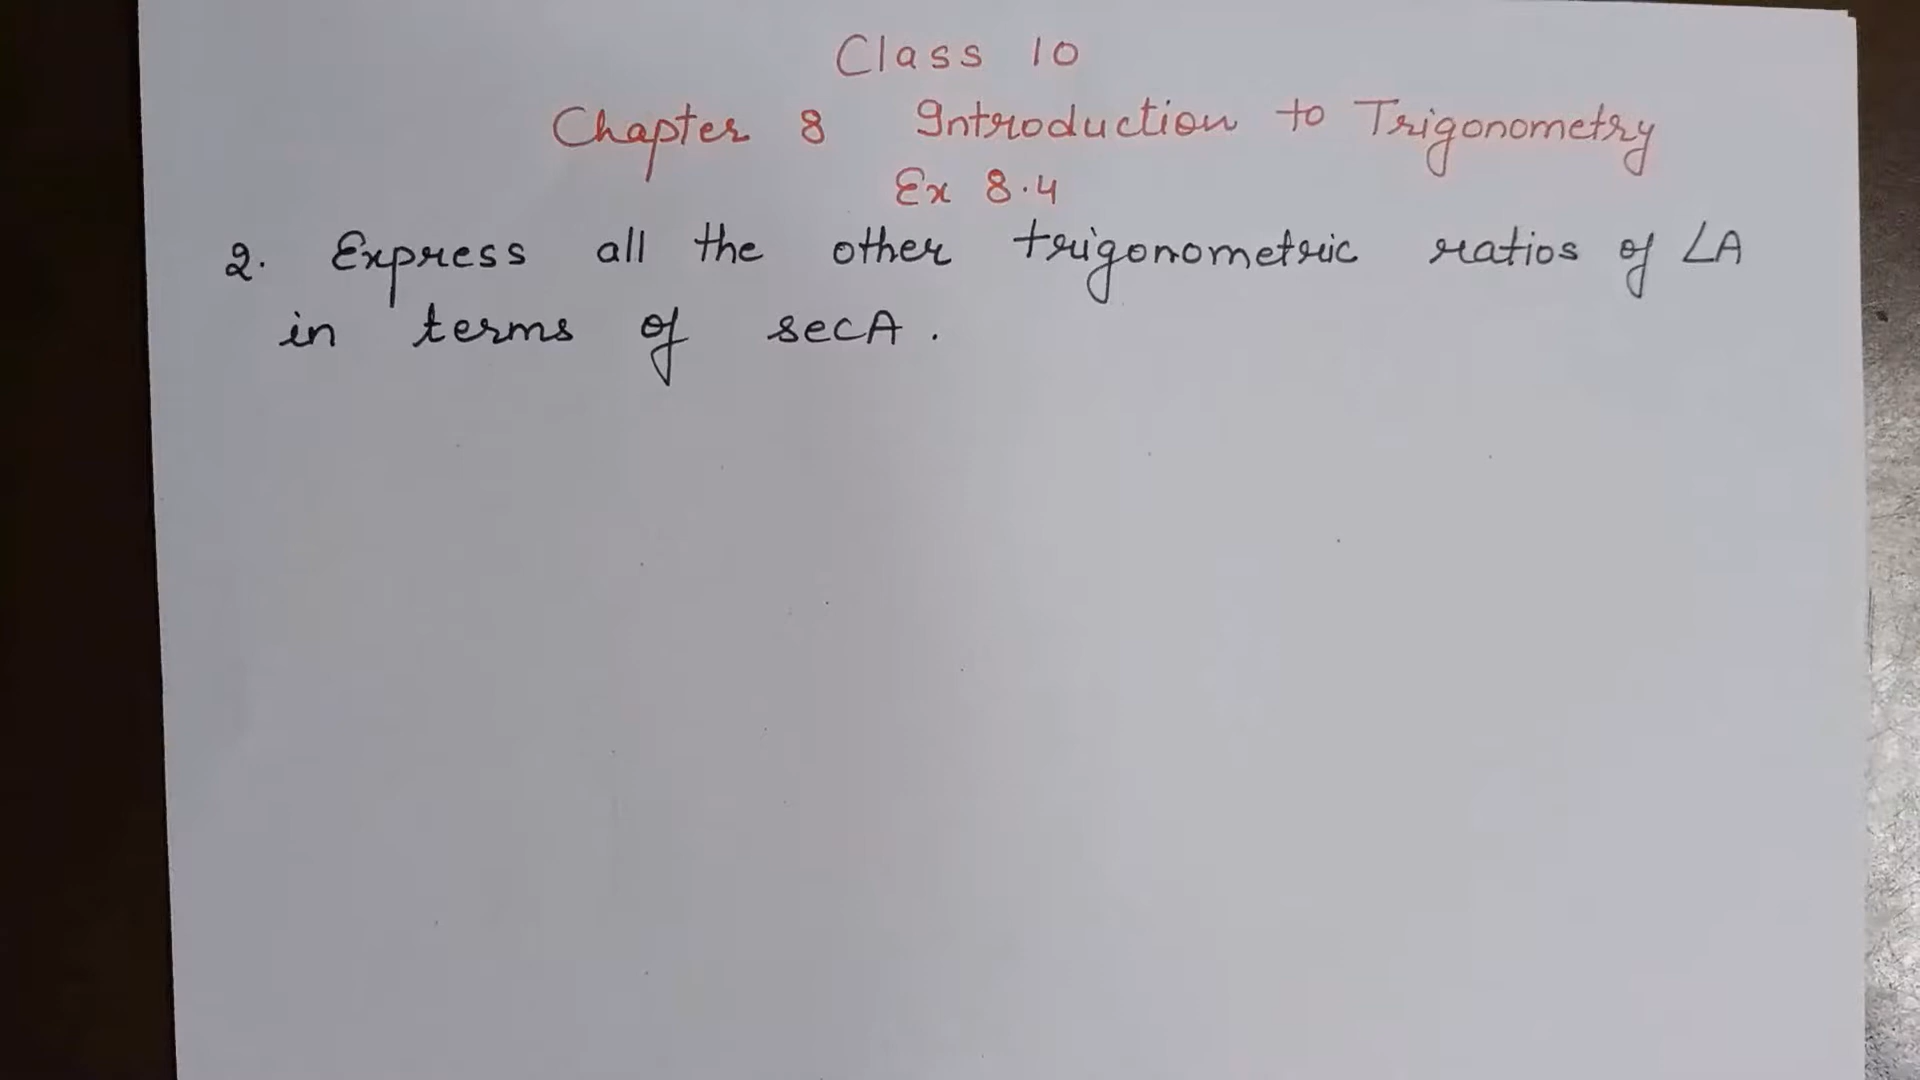 Class 10
Chapter 8 Introduction to Trigonometry
Ex 8.4
2. Express all the other trigonometric ratios of ∠A
in terms of secA.